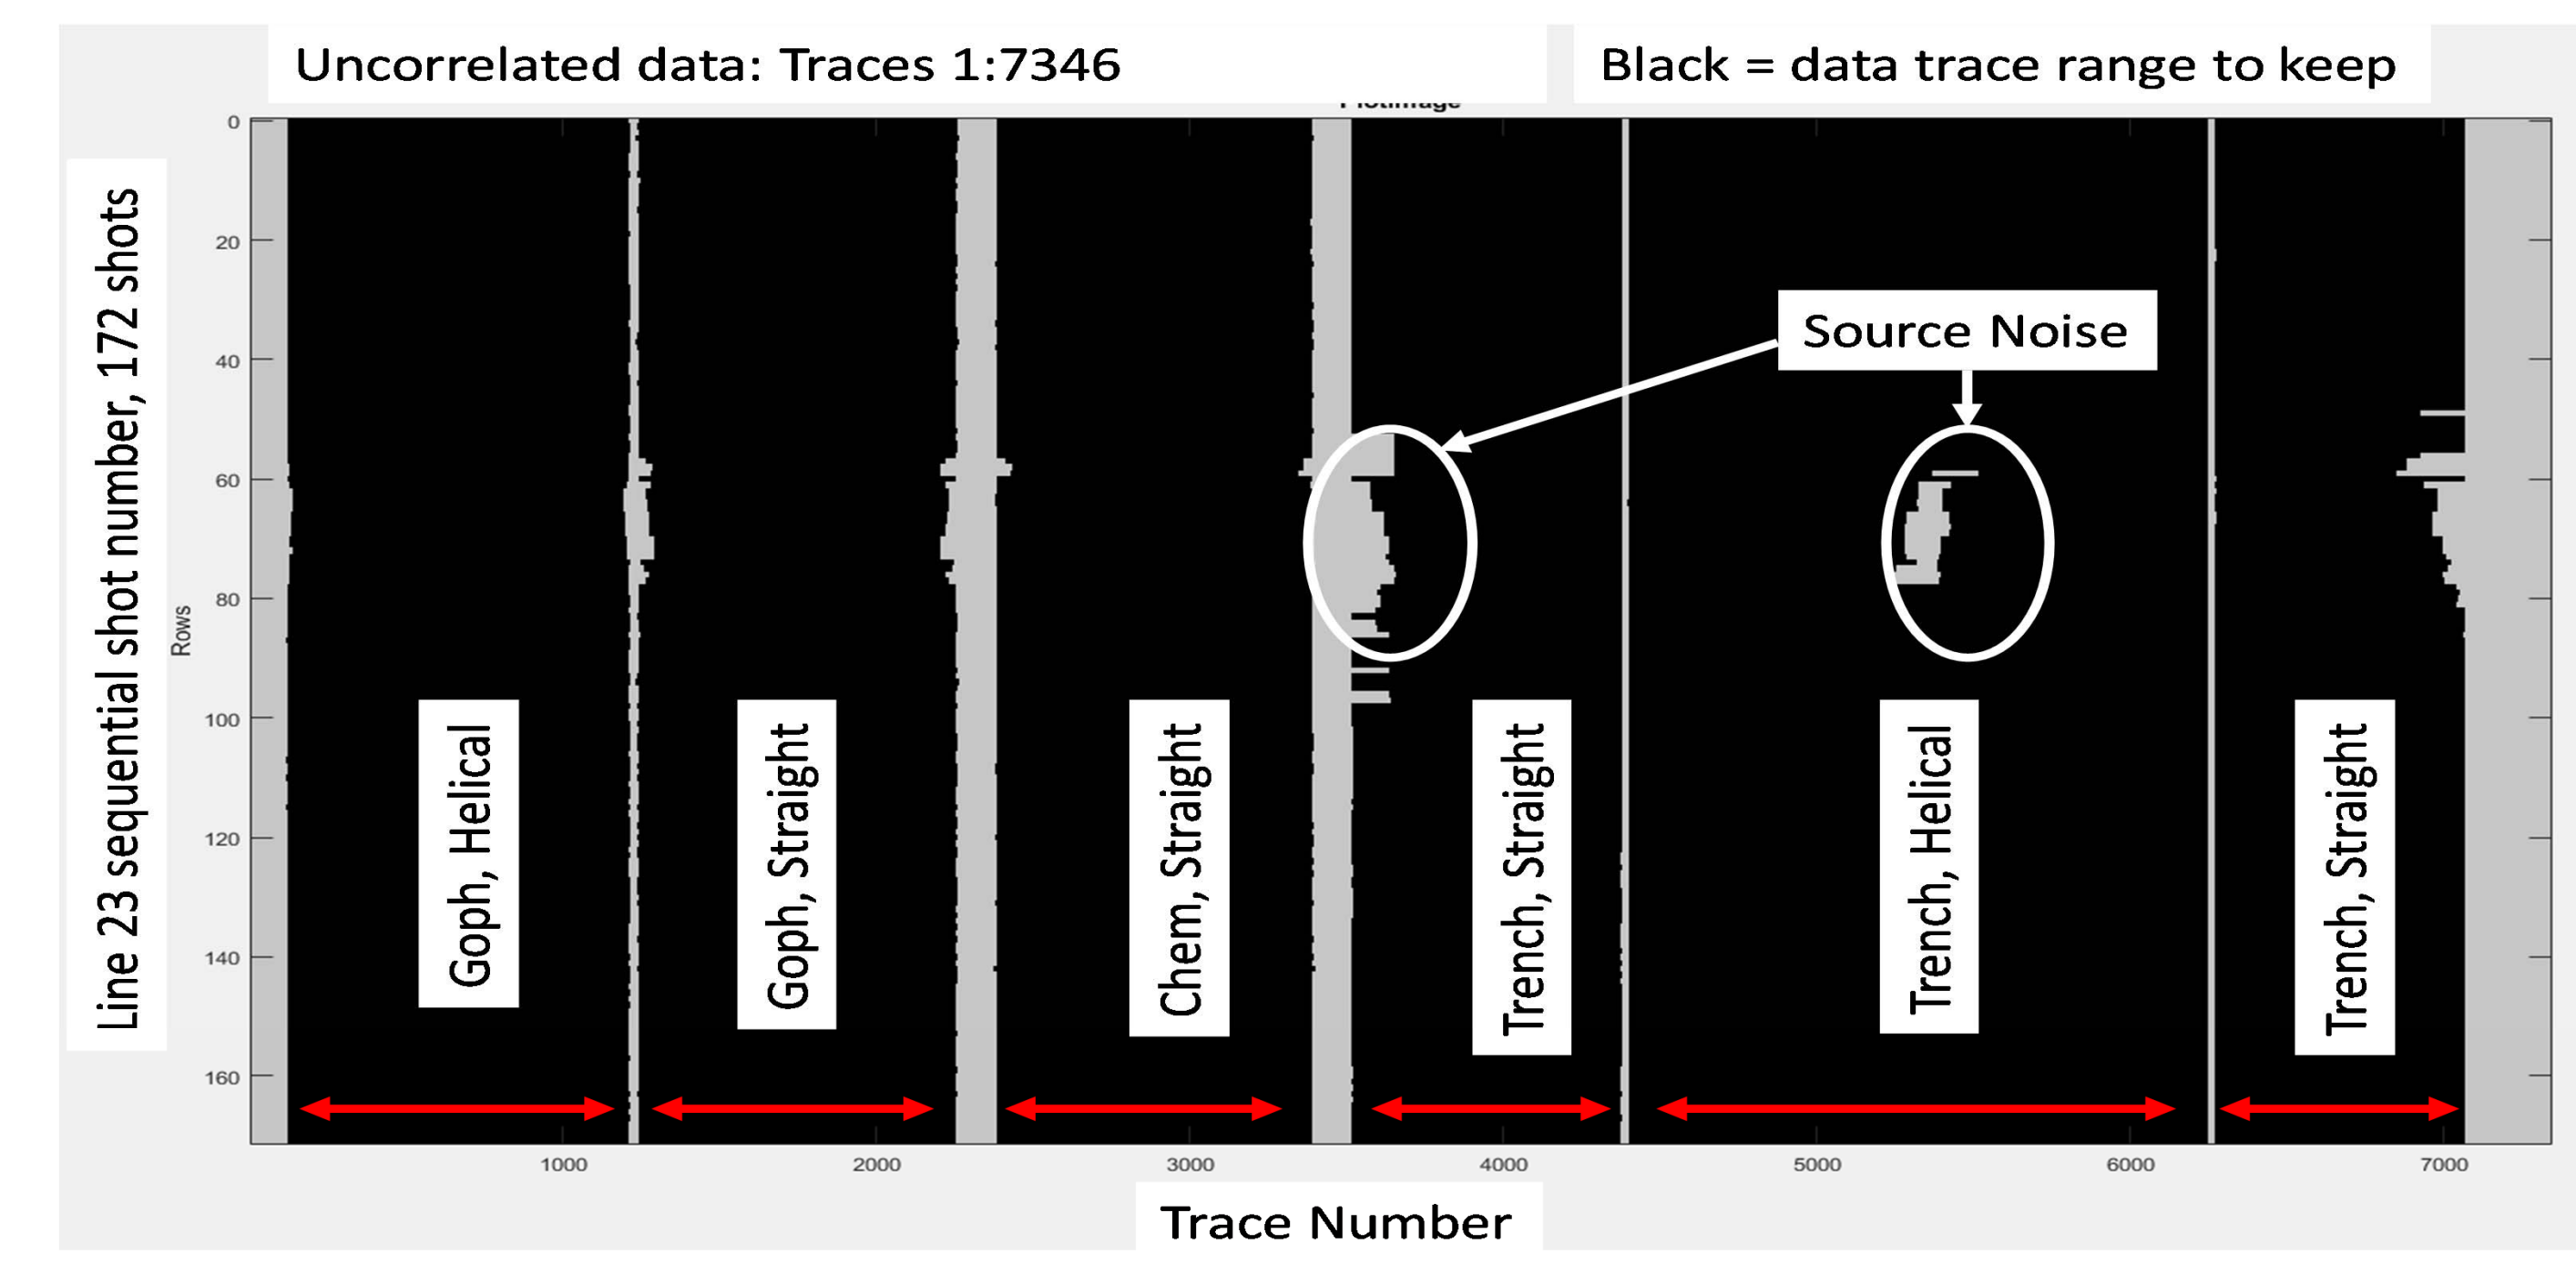 Uncorrelated data: Traces 1:7346
Black = data trace range to keep
Line 23 sequential shot number, 172 shots
Rows
0
20
40
60
80
100
120
140
160
Source Noise
Goph, Helical
Goph, Straight
Chem, Straight
Trench, Straight
Trench, Helical
Trench, Straight
1000
2000
3000
4000
5000
6000
7000
Trace Number